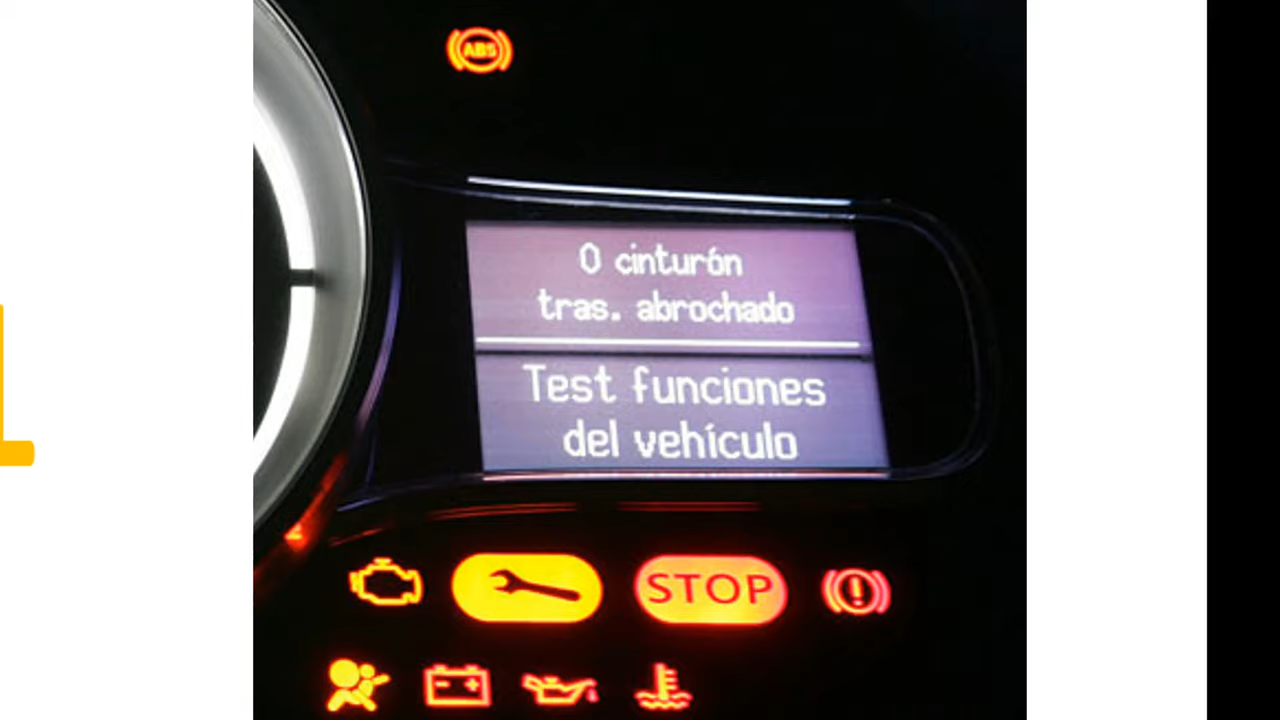 ABS
0 cinturón
tras. abrochado
Test funciones
del vehículo
STOP